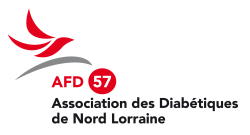 AFD 57
Association des Diabétiques
de Nord Lorraine